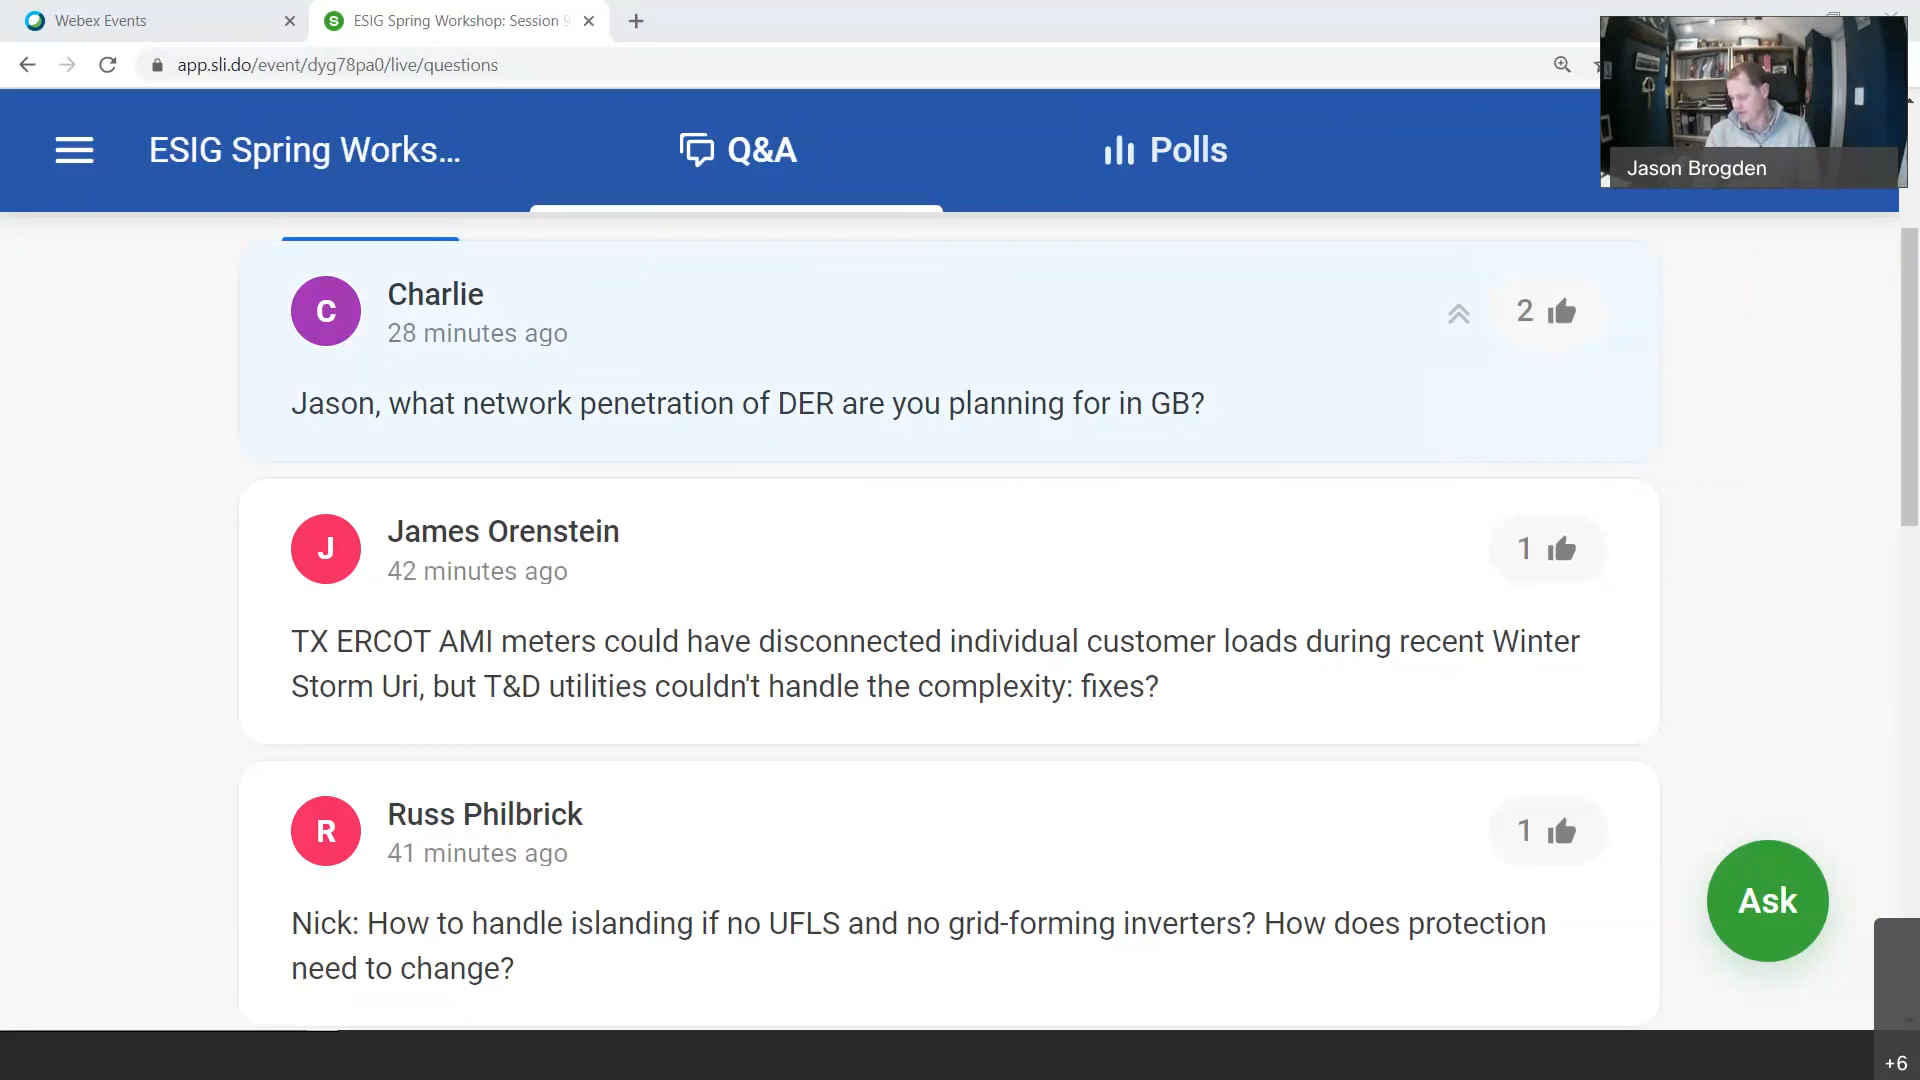 Webex Events
ESIG Spring Workshop: Session 9
app.sli.do/event/dyg78pa0/live/questions
ESIG Spring Works...
Q&A
Polls
Jason Brogden
C
Charlie
28 minutes ago
2
Jason, what network penetration of DER are you planning for in GB?
J
James Orenstein
42 minutes ago
1
TX ERCOT AMI meters could have disconnected individual customer loads during recent Winter
Storm Uri, but T&D utilities couldn't handle the complexity: fixes?
R
Russ Philbrick
41 minutes ago
1
Nick: How to handle islanding if no UFLS and no grid-forming inverters? How does protection
need to change?
Ask
+6